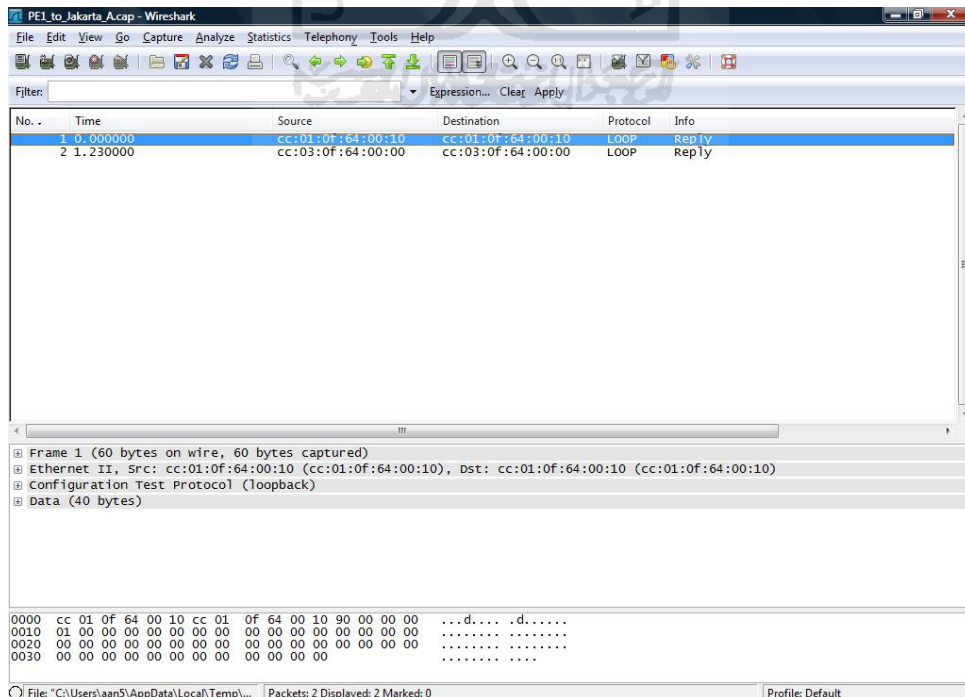 PE1_to_Jakarta_A.cap - Wireshark
File Edit View Go Capture Analyze Statistics Telephony Tools Help
Filter: Expression... Clear Apply
No. . Time Source Destination Protocol Info
1 0.000000 cc:01:0f:64:00:10 cc:01:0f:64:00:10 LOOP Reply
2 1.230000 cc:03:0f:64:00:00 cc:03:0f:64:00:00 LOOP Reply
Frame 1 (60 bytes on wire, 60 bytes captured)
Ethernet II, Src: cc:01:0f:64:00:10 (cc:01:0f:64:00:10), Dst: cc:01:0f:64:00:10 (cc:01:0f:64:00:10)
Configuration Test Protocol (loopback)
Data (40 bytes)
0000 cc 01 0f 64 00 10 cc 01 0f 64 00 10 90 00 00 00 ...d.... .d......
0010 01 00 00 00 00 00 00 00 00 00 00 00 00 00 00 00 ........ ........
0020 00 00 00 00 00 00 00 00 00 00 00 00 00 00 00 00 ........ ........
0030 00 00 00 00 00 00 00 00 00 00 00 00 ........ ....
File: "C:\Users\aan5\AppData\Local\Temp\... Packets: 2 Displayed: 2 Marked: 0 Profile: Default